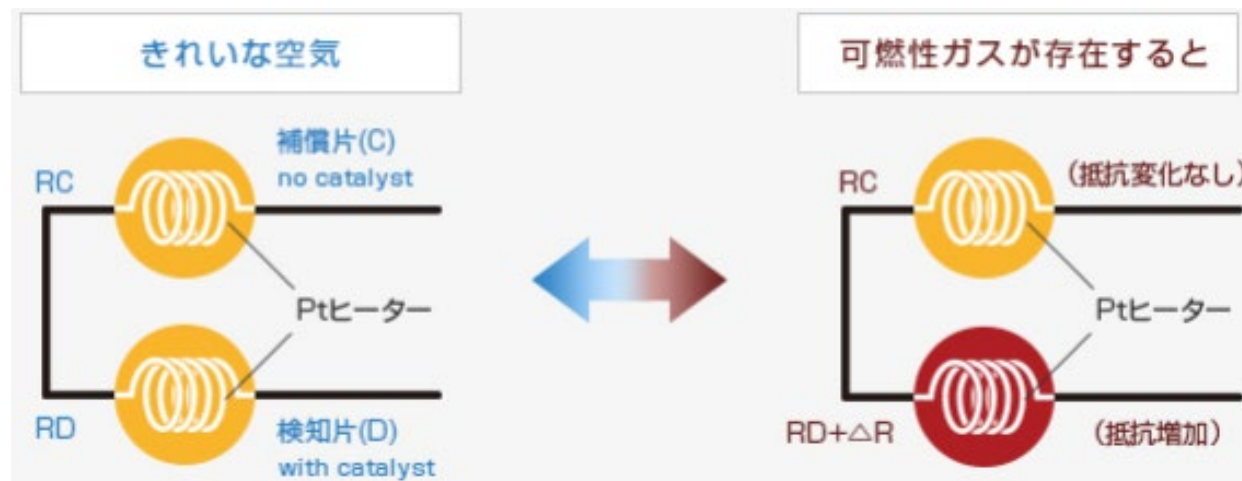 きれいな空気
補償片(C)
no catalyst
RC
Ptヒーター
RD
検知片(D)
with catalyst
可燃性ガスが存在すると
RC
(抵抗変化なし)
Ptヒーター
RD+△R
(抵抗増加)